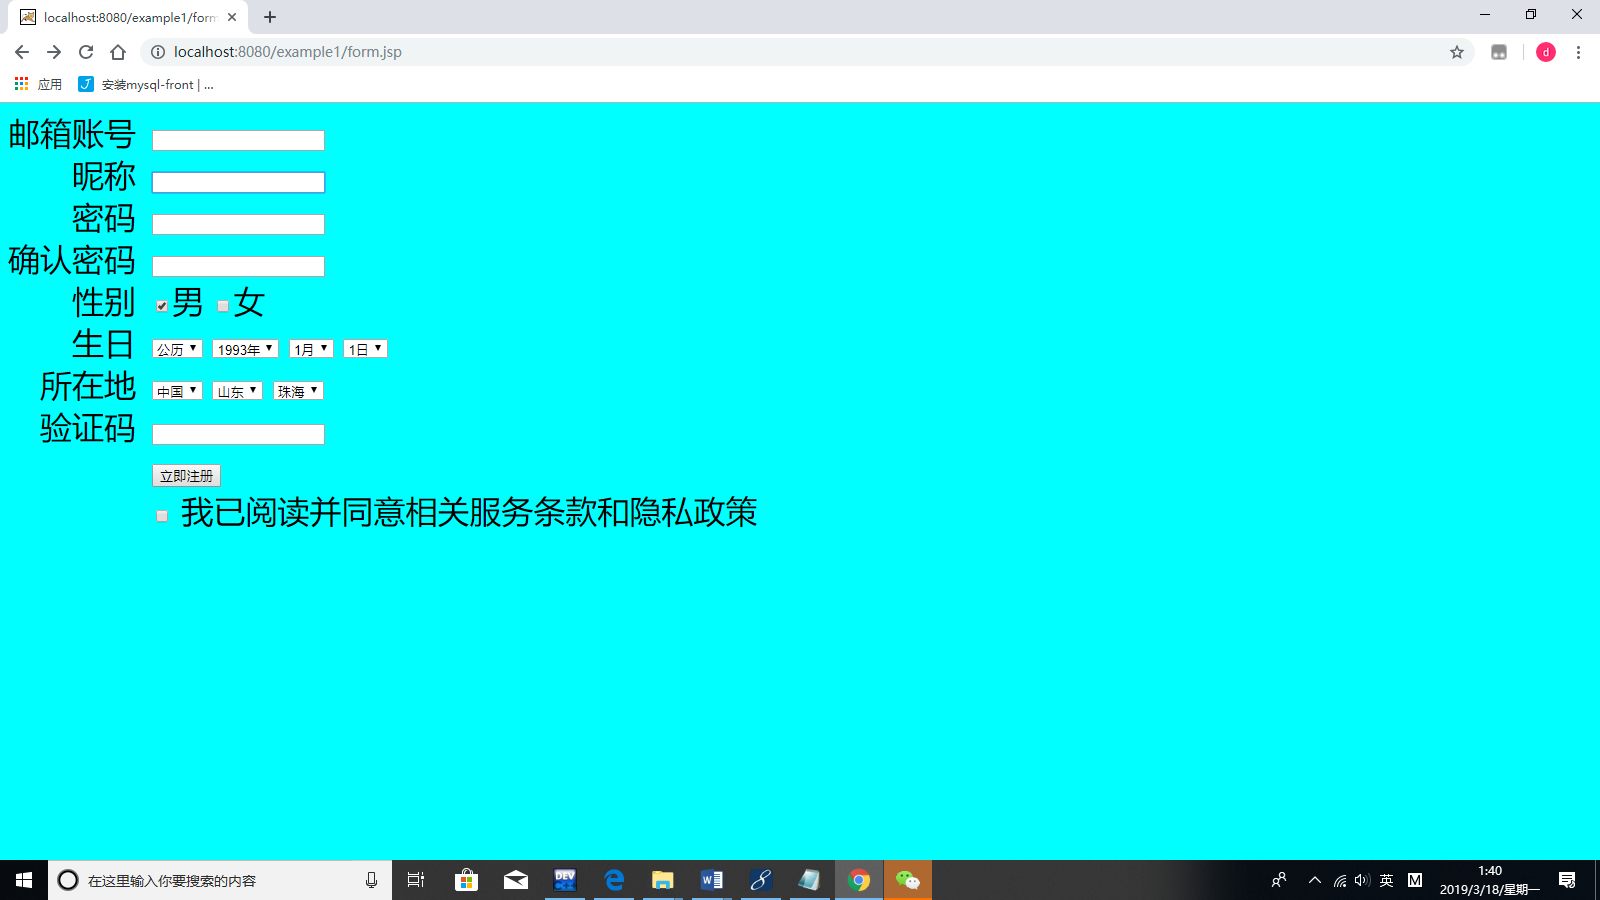 localhost:8080/example1/form
localhost:8080/example1/form.jsp
d
应用 安装mysql-front | ...
邮箱账号
昵称
密码
确认密码
性别 男 女
生日 公历 1993年 1月 1日
所在地 中国 山东 珠海
验证码
立即注册
我已阅读并同意相关服务条款和隐私政策
在这里输入你要搜索的内容
DEV
英 M
1:40
2019/3/18/星期一